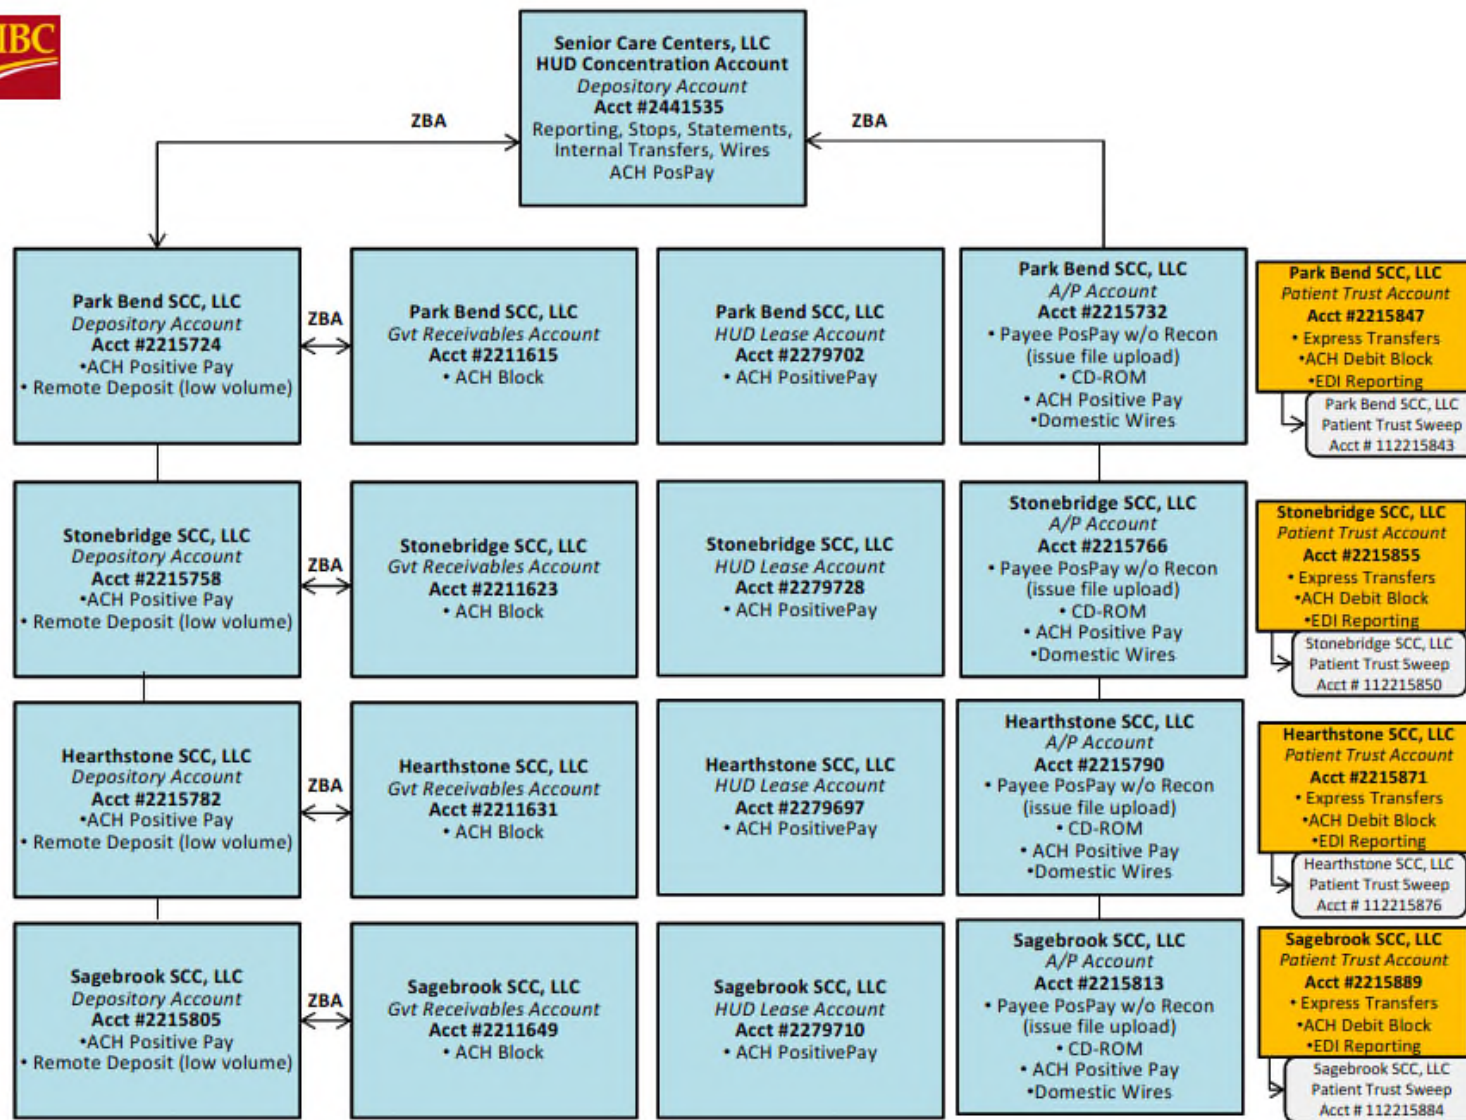 IBC
Senior Care Centers, LLC
HUD Concentration Account
Depository Account
Acct #2441535
Reporting, Stops, Statements,
Internal Transfers, Wires
ACH PosPay
ZBA
ZBA
Park Bend SCC, LLC
Depository Account
Acct #2215724
•ACH Positive Pay
• Remote Deposit (low volume)
ZBA
Park Bend SCC, LLC
Gvt Receivables Account
Acct #2211615
• ACH Block
Park Bend SCC, LLC
HUD Lease Account
Acct #2279702
• ACH PositivePay
Park Bend SCC, LLC
A/P Account
Acct #2215732
• Payee PosPay w/o Recon
(issue file upload)
• CD-ROM
• ACH Positive Pay
•Domestic Wires
Park Bend SCC, LLC
Patient Trust Account
Acct #2215847
• Express Transfers
•ACH Debit Block
•EDI Reporting
Park Bend SCC, LLC
Patient Trust Sweep
Acct # 112215843
Stonebridge SCC, LLC
Depository Account
Acct #2215758
•ACH Positive Pay
• Remote Deposit (low volume)
ZBA
Stonebridge SCC, LLC
Gvt Receivables Account
Acct #2211623
• ACH Block
Stonebridge SCC, LLC
HUD Lease Account
Acct #2279728
• ACH PositivePay
Stonebridge SCC, LLC
A/P Account
Acct #2215766
• Payee PosPay w/o Recon
(issue file upload)
• CD-ROM
• ACH Positive Pay
•Domestic Wires
Stonebridge SCC, LLC
Patient Trust Account
Acct #2215855
• Express Transfers
•ACH Debit Block
•EDI Reporting
Stonebridge SCC, LLC
Patient Trust Sweep
Acct # 112215850
Hearthstone SCC, LLC
Depository Account
Acct #2215782
•ACH Positive Pay
• Remote Deposit (low volume)
ZBA
Hearthstone SCC, LLC
Gvt Receivables Account
Acct #2211631
• ACH Block
Hearthstone SCC, LLC
HUD Lease Account
Acct #2279697
• ACH PositivePay
Hearthstone SCC, LLC
A/P Account
Acct #2215790
• Payee PosPay w/o Recon
(issue file upload)
• CD-ROM
• ACH Positive Pay
•Domestic Wires
Hearthstone SCC, LLC
Patient Trust Account
Acct #2215871
• Express Transfers
•ACH Debit Block
•EDI Reporting
Hearthstone SCC, LLC
Patient Trust Sweep
Acct # 112215876
Sagebrook SCC, LLC
Depository Account
Acct #2215805
•ACH Positive Pay
• Remote Deposit (low volume)
ZBA
Sagebrook SCC, LLC
Gvt Receivables Account
Acct #2211649
• ACH Block
Sagebrook SCC, LLC
HUD Lease Account
Acct #2279710
• ACH PositivePay
Sagebrook SCC, LLC
A/P Account
Acct #2215813
• Payee PosPay w/o Recon
(issue file upload)
• CD-ROM
• ACH Positive Pay
•Domestic Wires
Sagebrook SCC, LLC
Patient Trust Account
Acct #2215889
• Express Transfers
•ACH Debit Block
•EDI Reporting
Sagebrook SCC, LLC
Patient Trust Sweep
Acct # 112215884